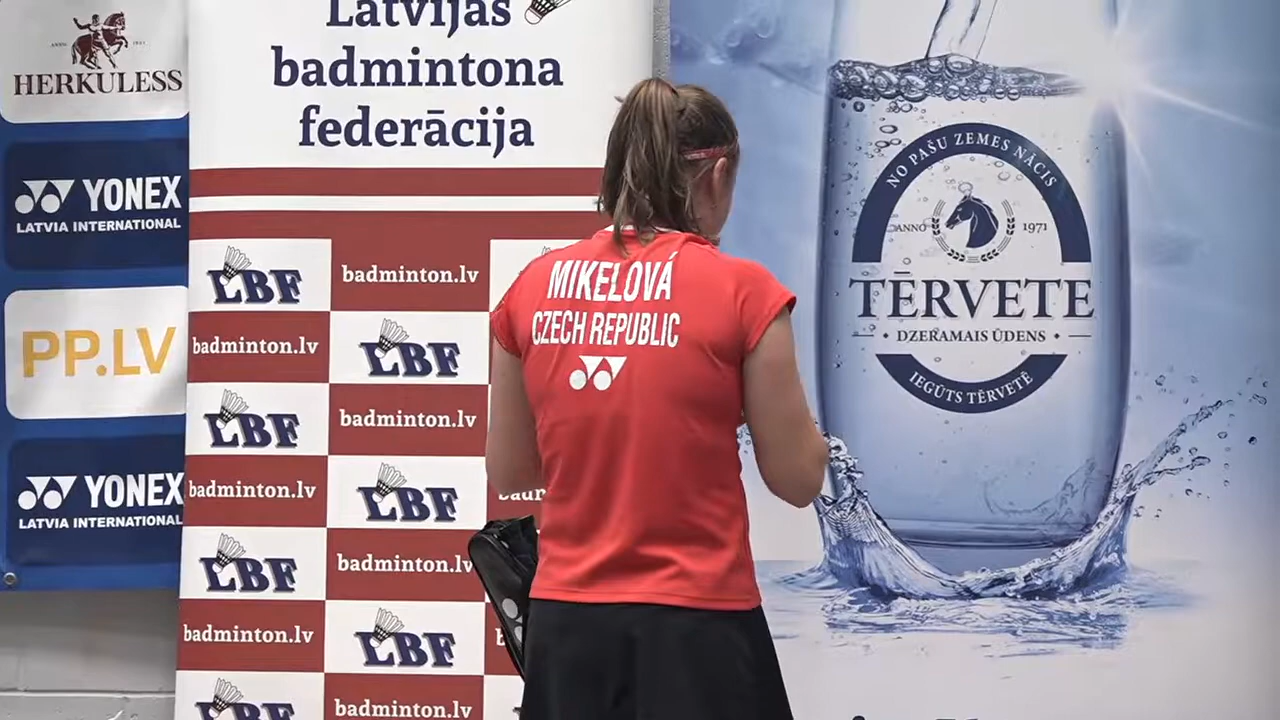 ANNO 1971
HERKULESS
YONEX
LATVIA INTERNATIONAL
PP.LV
YONEX
LATVIA INTERNATIONAL
Latvijas
badmintona
federācija
LBF badminton.lv
badminton.lv LBF
LBF badminton.lv
badminton.lv LBF
LBF badminton.lv
badminton.lv LBF
LBF badminton.lv
MIKELOVÁ
CZECH REPUBLIC
NO PAŠU ZEMES NĀCIS
ANNO 1971
TĒRVETE
DZERAMAIS ŪDENS
IEGŪTS TĒRVETĒ